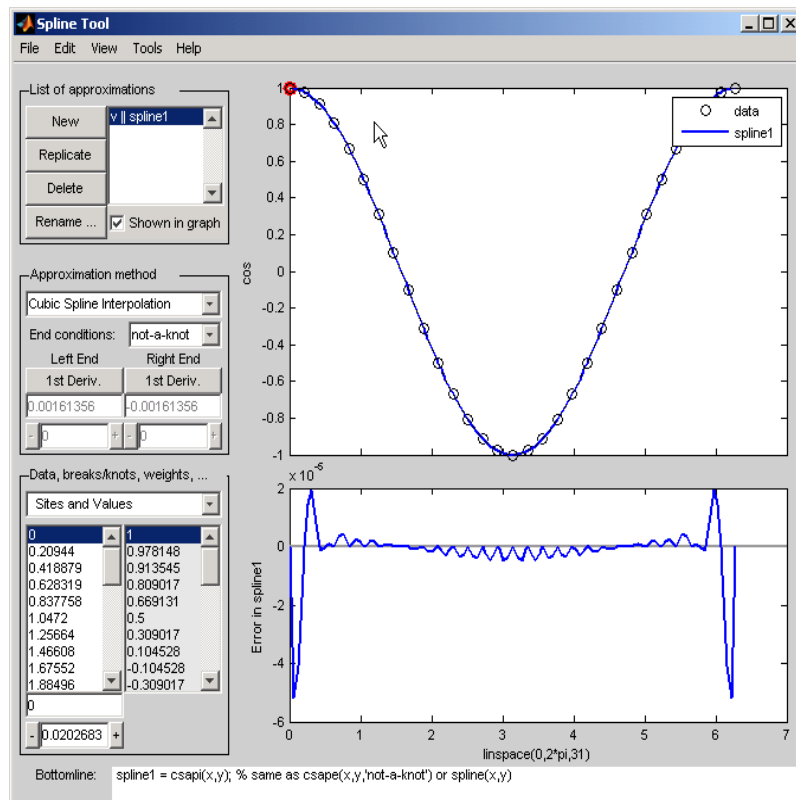 Spline Tool
File Edit View Tools Help
List of approximations
New
Replicate
Delete
Rename ...
v || spline1
Shown in graph
Approximation method
Cubic Spline Interpolation
End conditions: not-a-knot
Left End Right End
1st Deriv. 1st Deriv.
0.00161356 -0.00161356
- 0 + - 0 +
Data, breaks/knots, weights, ...
Sites and Values
0 1
0.20944 0.978148
0.418879 0.913545
0.628319 0.809017
0.837758 0.669131
1.0472 0.5
1.25664 0.309017
1.46608 0.104528
1.67552 -0.104528
1.88496 -0.309017
0
- 0.0202683 +
1
0.8
0.6
0.4
0.2
0
-0.2
-0.4
-0.6
-0.8
-1
cos
data
spline1
x 10^-5
2
0
-2
-4
-6
Error in spline1
0 1 2 3 4 5 6 7
linspace(0,2*pi,31)
Bottomline: spline1 = csapi(x,y); % same as csape(x,y,'not-a-knot') or spline(x,y)